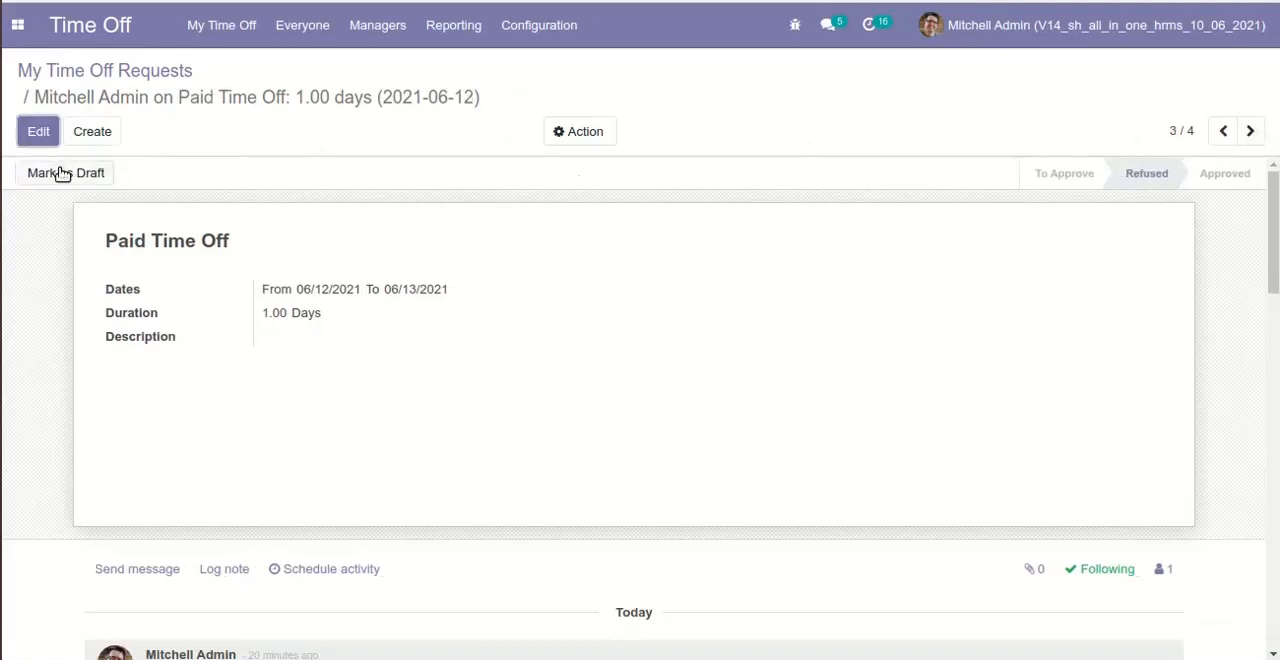 Time Off My Time Off Everyone Managers Reporting Configuration 5 16 Mitchell Admin (V14_sh_all_in_one_hrms_10_06_2021)
My Time Off Requests
/ Mitchell Admin on Paid Time Off: 1.00 days (2021-06-12)
Edit Create Action 3 / 4
Mark Draft To Approve Refused Approved
Paid Time Off
Dates From 06/12/2021 To 06/13/2021
Duration 1.00 Days
Description
Send message Log note Schedule activity 0 Following 1
Today
Mitchell Admin - 20 minutes ago